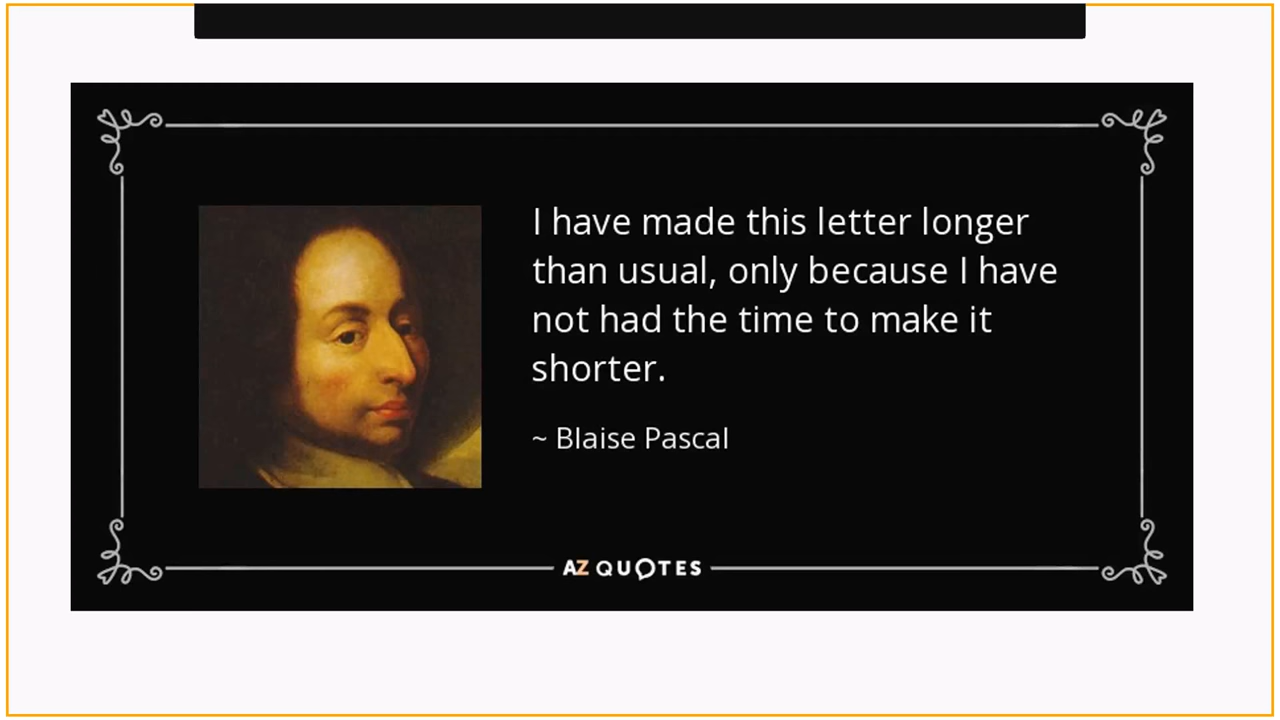 I have made this letter longer
than usual, only because I have
not had the time to make it
shorter.
~ Blaise Pascal
AZ QUOTES